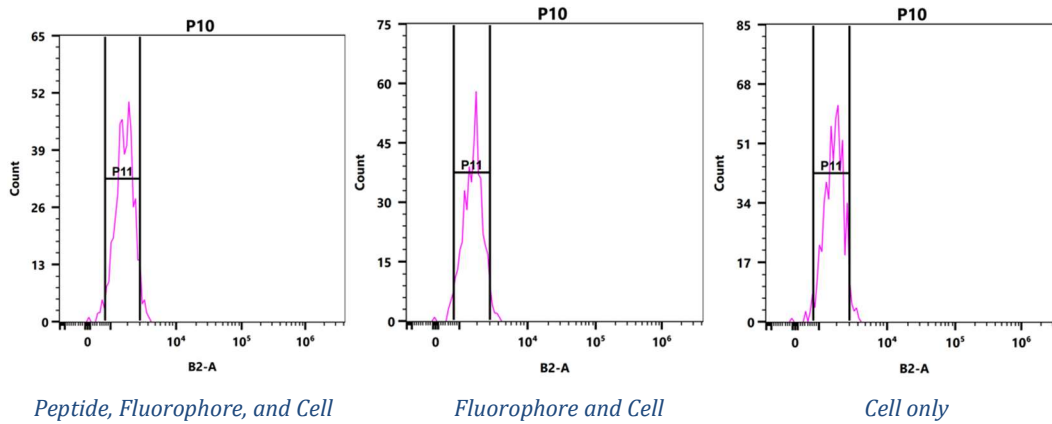 P10
65
52
39
26
13
0
Count
P11
0
10⁴
10⁵
10⁶
B2-A
Peptide, Fluorophore, and Cell
P10
75
60
45
30
15
0
Count
P11
0
10⁴
10⁵
10⁶
B2-A
Fluorophore and Cell
P10
85
68
51
34
17
0
Count
P11
0
10⁴
10⁵
10⁶
B2-A
Cell only